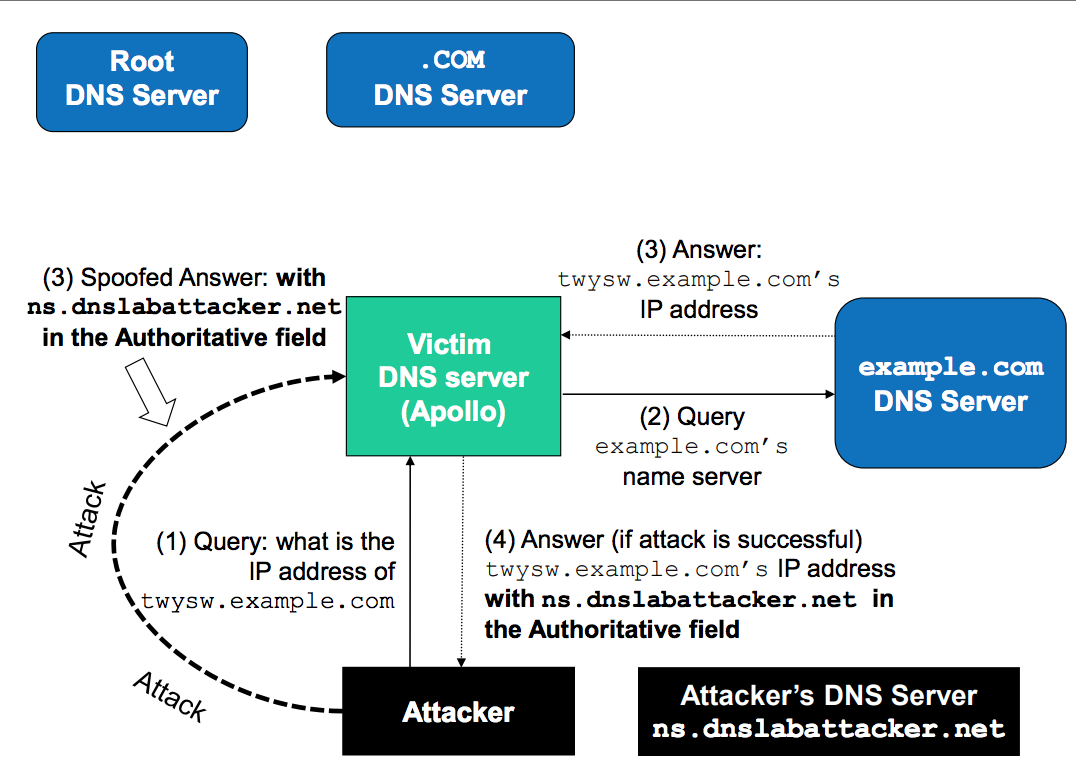 Root
DNS Server
.COM
DNS Server
(3) Spoofed Answer: with
ns.dnslabattacker.net
in the Authoritative field
(3) Answer:
twysw.example.com’s
IP address
Victim
DNS server
(Apollo)
example.com
DNS Server
(2) Query
example.com’s
name server
Attack
(1) Query: what is the
IP address of
twysw.example.com
(4) Answer (if attack is successful)
twysw.example.com’s IP address
with ns.dnslabattacker.net in
the Authoritative field
Attack
Attacker
Attacker’s DNS Server
ns.dnslabattacker.net